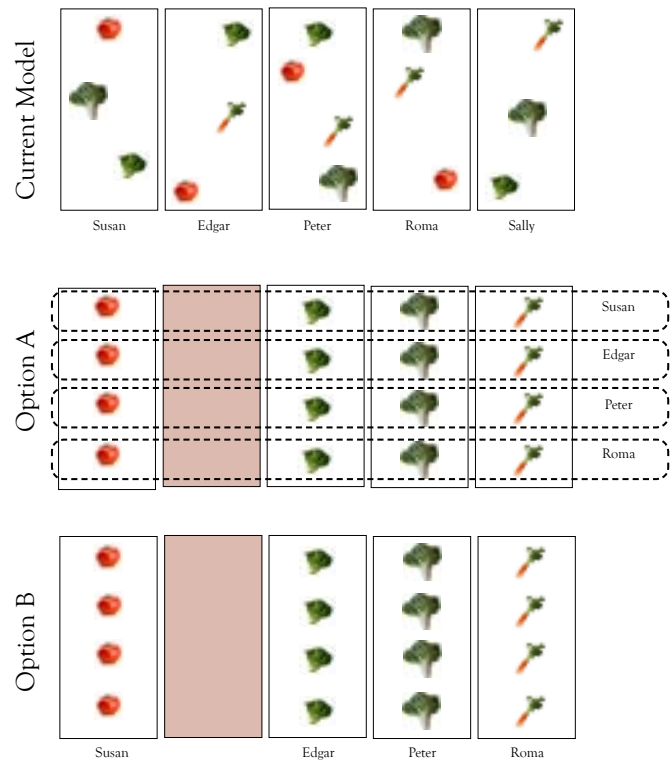 Current Model
Susan
Edgar
Peter
Roma
Sally
Option A
Susan
Edgar
Peter
Roma
Option B
Susan
Edgar
Peter
Roma